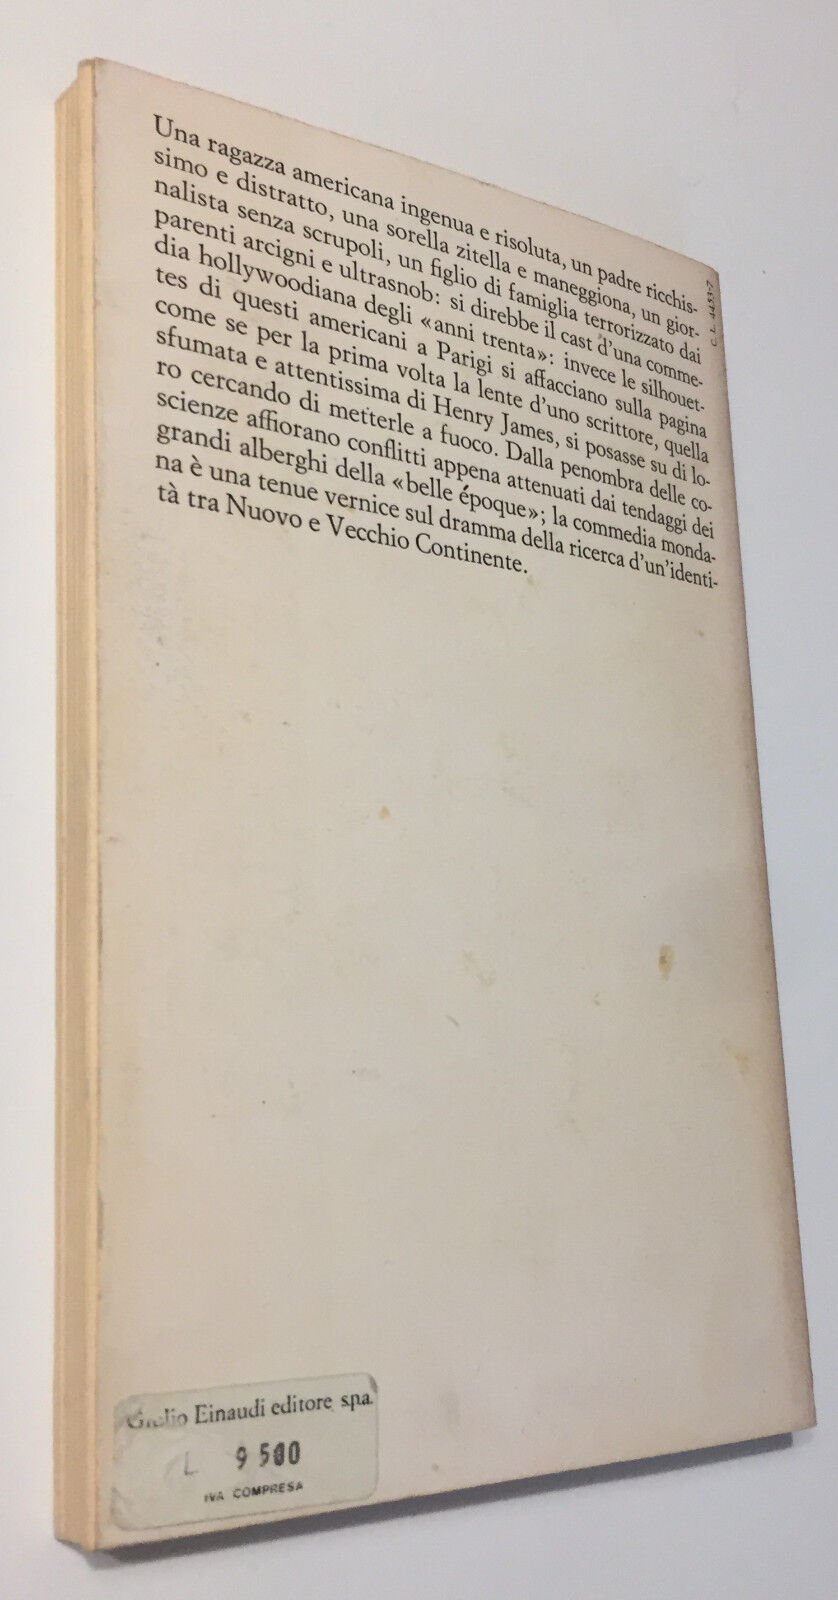 Una ragazza americana ingenua e risoluta, un padre ricchis-
simo e distratto, una sorella zitella e maneggiona, un gior-
nalista senza scrupoli, un figlio di famiglia terrorizzato dai
parenti arcigni e ultrasnob: si direbbe il cast d'una comme-
dia hollywoodiana degli «anni trenta»: invece le silhouet-
tes di questi americani a Parigi si affacciano sulla pagina
come se per la prima volta la lente d'uno scrittore, quella
sfumata e attentissima di Henry James, si posasse su di lo-
ro cercando di metterle a fuoco. Dalla penombra delle co-
scienze affiorano conflitti appena attenuati dai tendaggi dei
grandi alberghi della «belle époque»; la commedia monda-
na è una tenue vernice sul dramma della ricerca d'un'identi-
tà tra Nuovo e Vecchio Continente.
C. L. 4453-7
Giulio Einaudi editore s.p.a.
L 9 500
IVA COMPRESA